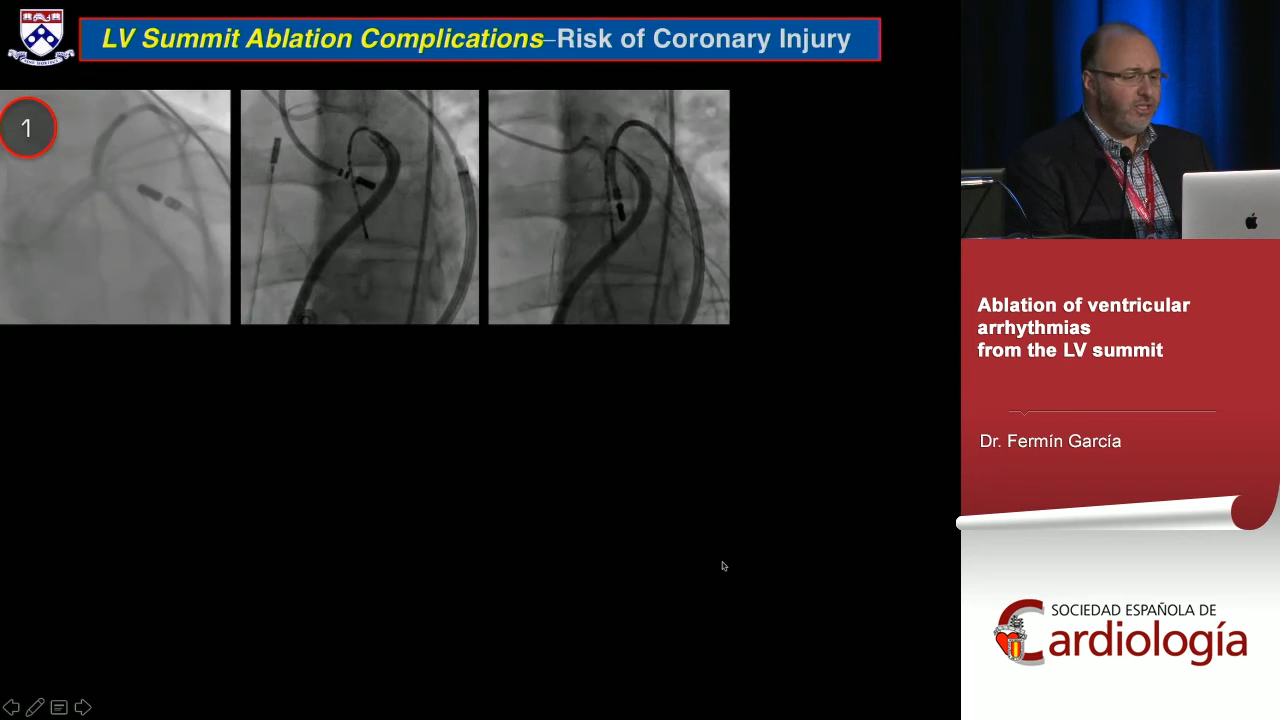 LV Summit Ablation Complications–Risk of Coronary Injury
1
Ablation of ventricular
arrhythmias
from the LV summit
Dr. Fermín García
SOCIEDAD ESPAÑOLA DE
Cardiología